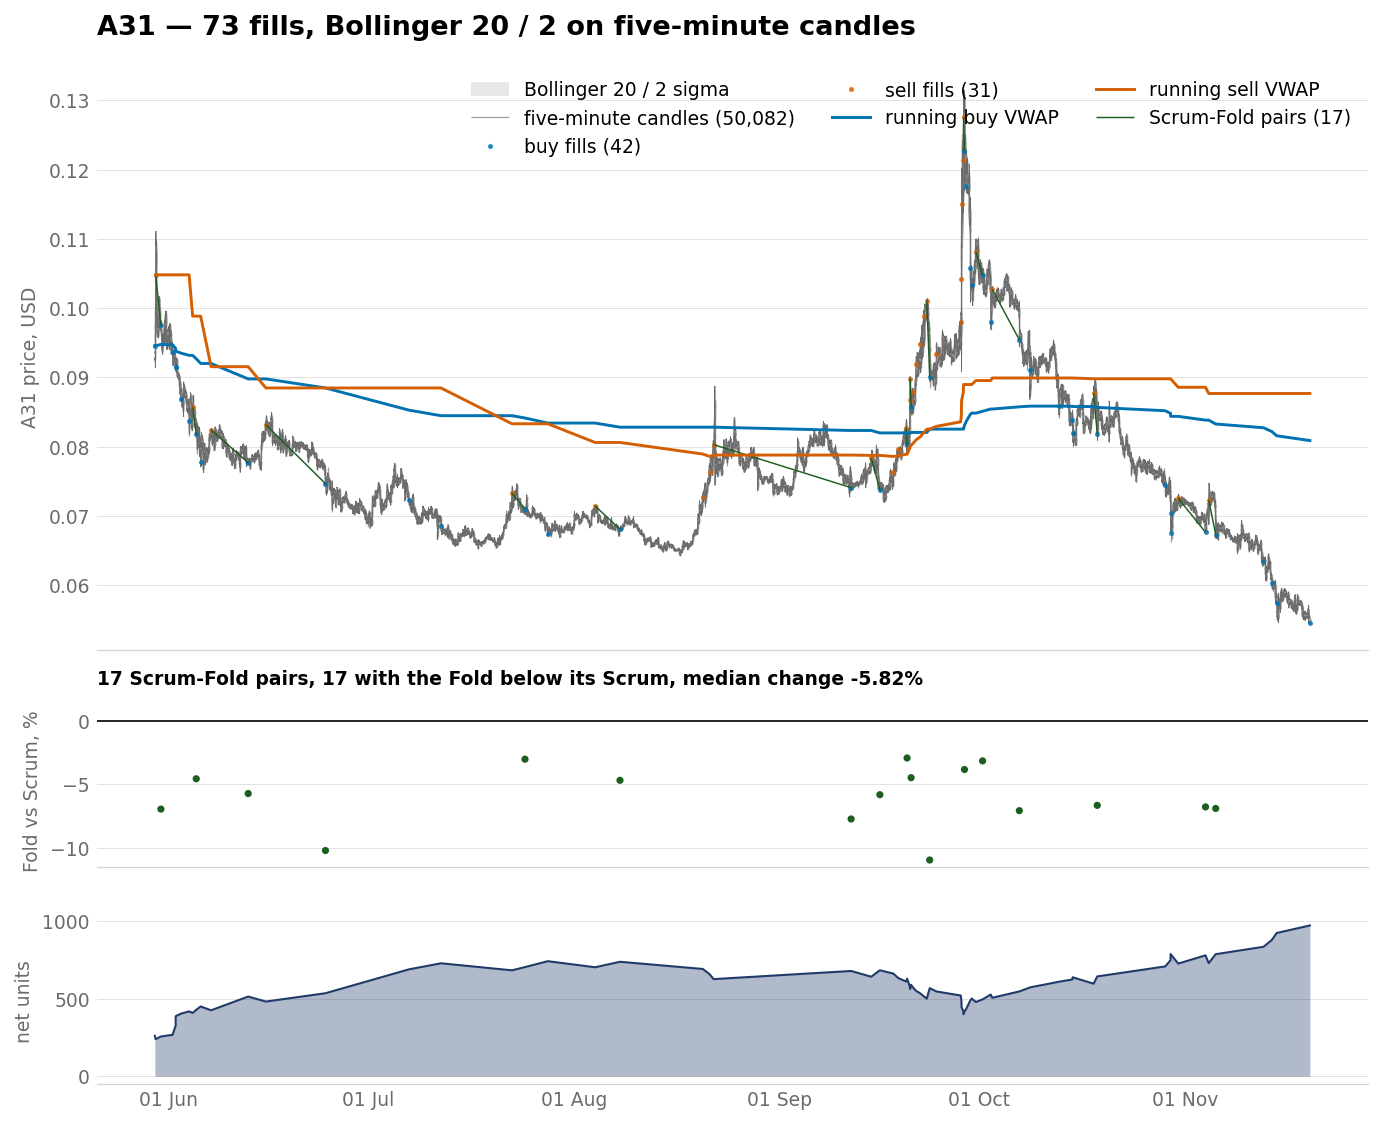 A31 — 73 fills, Bollinger 20 / 2 on five-minute candles
Bollinger 20 / 2 sigma
five-minute candles (50,082)
buy fills (42)
sell fills (31)
running buy VWAP
running sell VWAP
Scrum-Fold pairs (17)
A31 price, USD
0.13
0.12
0.11
0.10
0.09
0.08
0.07
0.06
17 Scrum-Fold pairs, 17 with the Fold below its Scrum, median change -5.82%
Fold vs Scrum, %
0
−5
−10
net units
1000
500
0
01 Jun
01 Jul
01 Aug
01 Sep
01 Oct
01 Nov